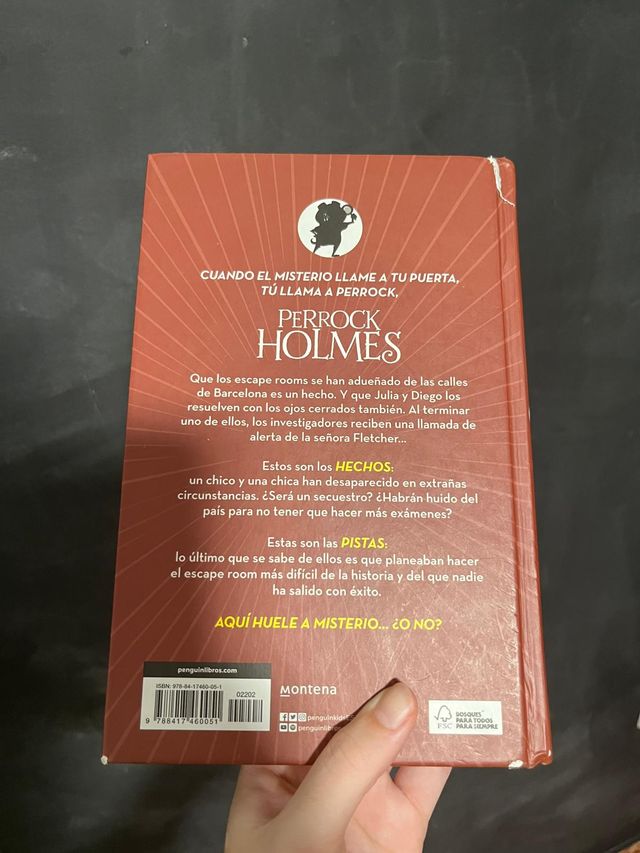 CUANDO EL MISTERIO LLAME A TU PUERTA,
TÚ LLAMA A PERROCK,
PERROCK
HOLMES
Que los escape rooms se han adueñado de las calles
de Barcelona es un hecho. Y que Julia y Diego los
resuelven con los ojos cerrados también. Al terminar
uno de ellos, los investigadores reciben una llamada de
alerta de la señora Fletcher...
Estos son los HECHOS:
un chico y una chica han desaparecido en extrañas
circunstancias. ¿Será un secuestro? ¿Habrán huido del
país para no tener que hacer más exámenes?
Estas son las PISTAS:
lo último que se sabe de ellos es que planeaban hacer
el escape room más difícil de la historia y del que nadie
ha salido con éxito.
AQUÍ HUELE A MISTERIO... ¿O NO?
penguinlibros.com
ISBN: 978-84-17460-05-1
02202
9 788417 460051
Montena
penguinkids
penguinlibros
FSC
BOSQUES
PARA TODOS
PARA SIEMPRE